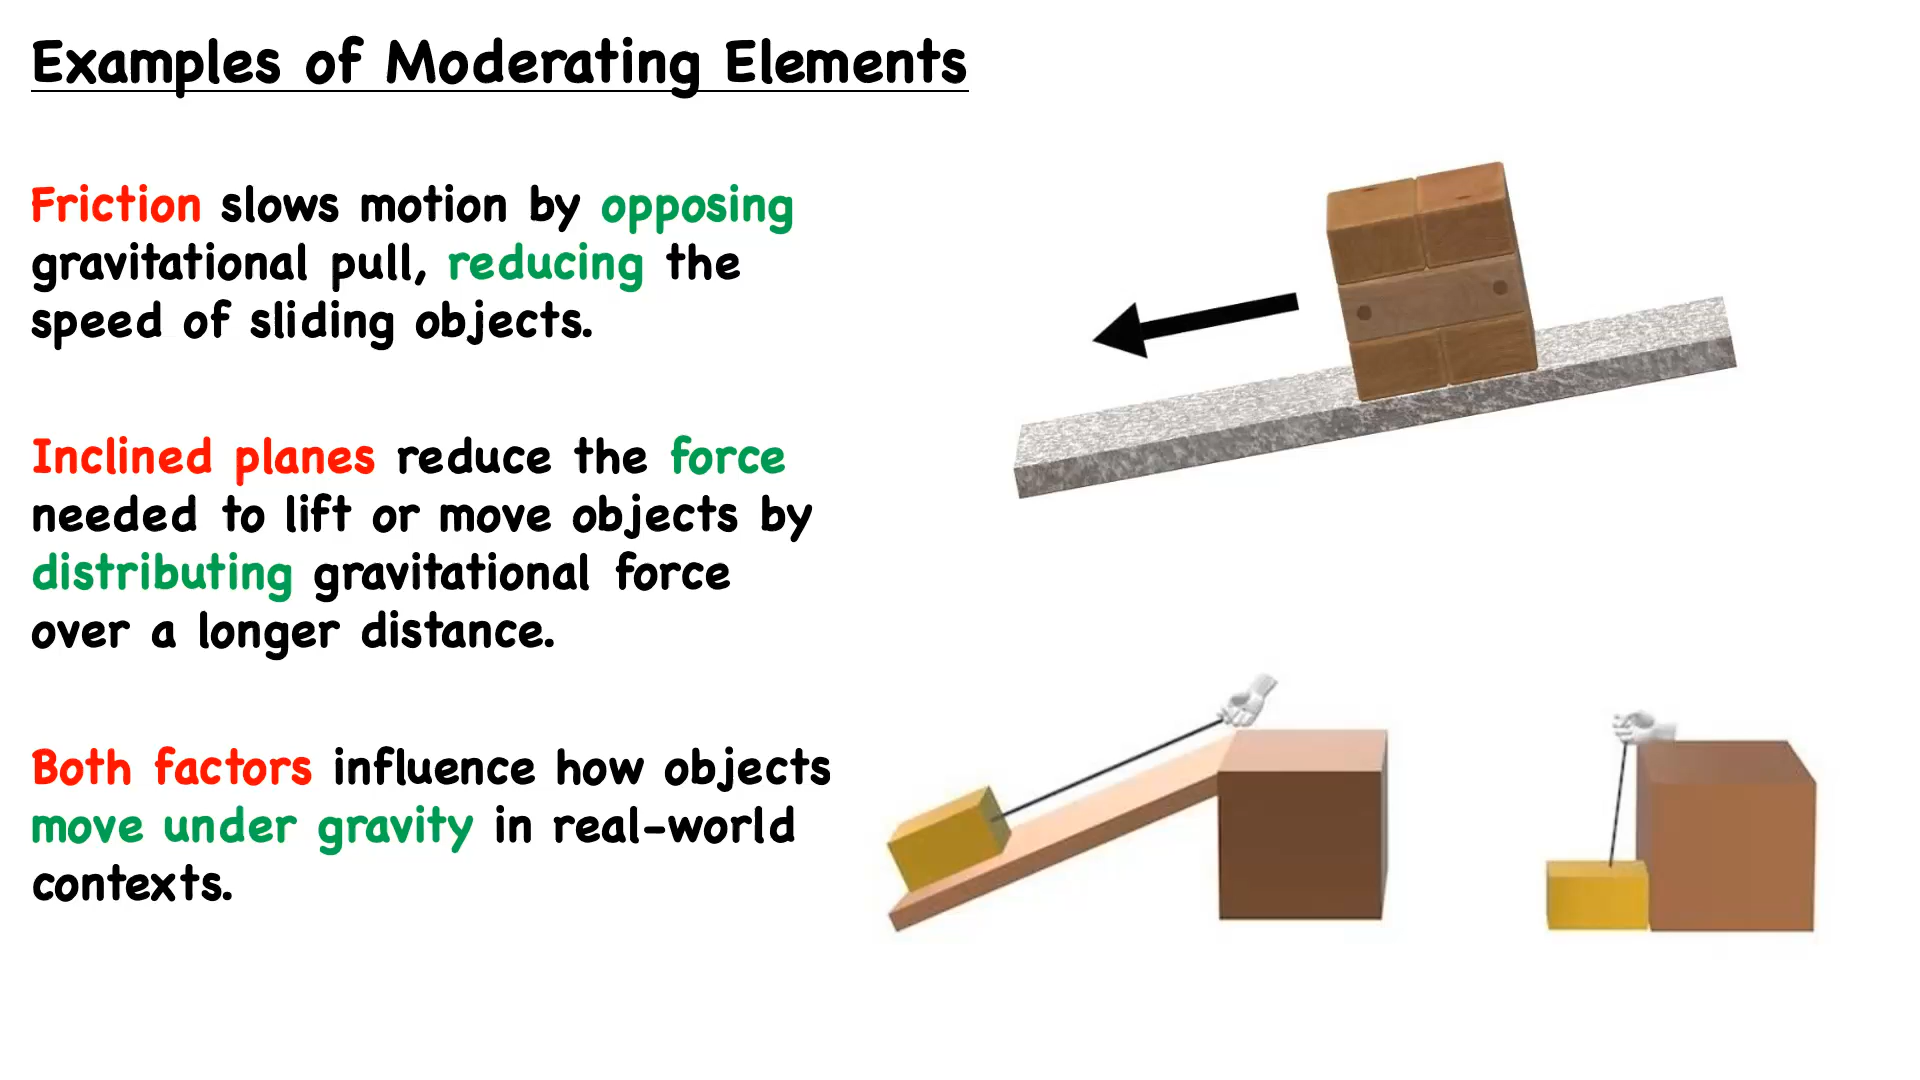 Examples of Moderating Elements
Friction slows motion by opposing
gravitational pull, reducing the
speed of sliding objects.
Inclined planes reduce the force
needed to lift or move objects by
distributing gravitational force
over a longer distance.
Both factors influence how objects
move under gravity in real-world
contexts.